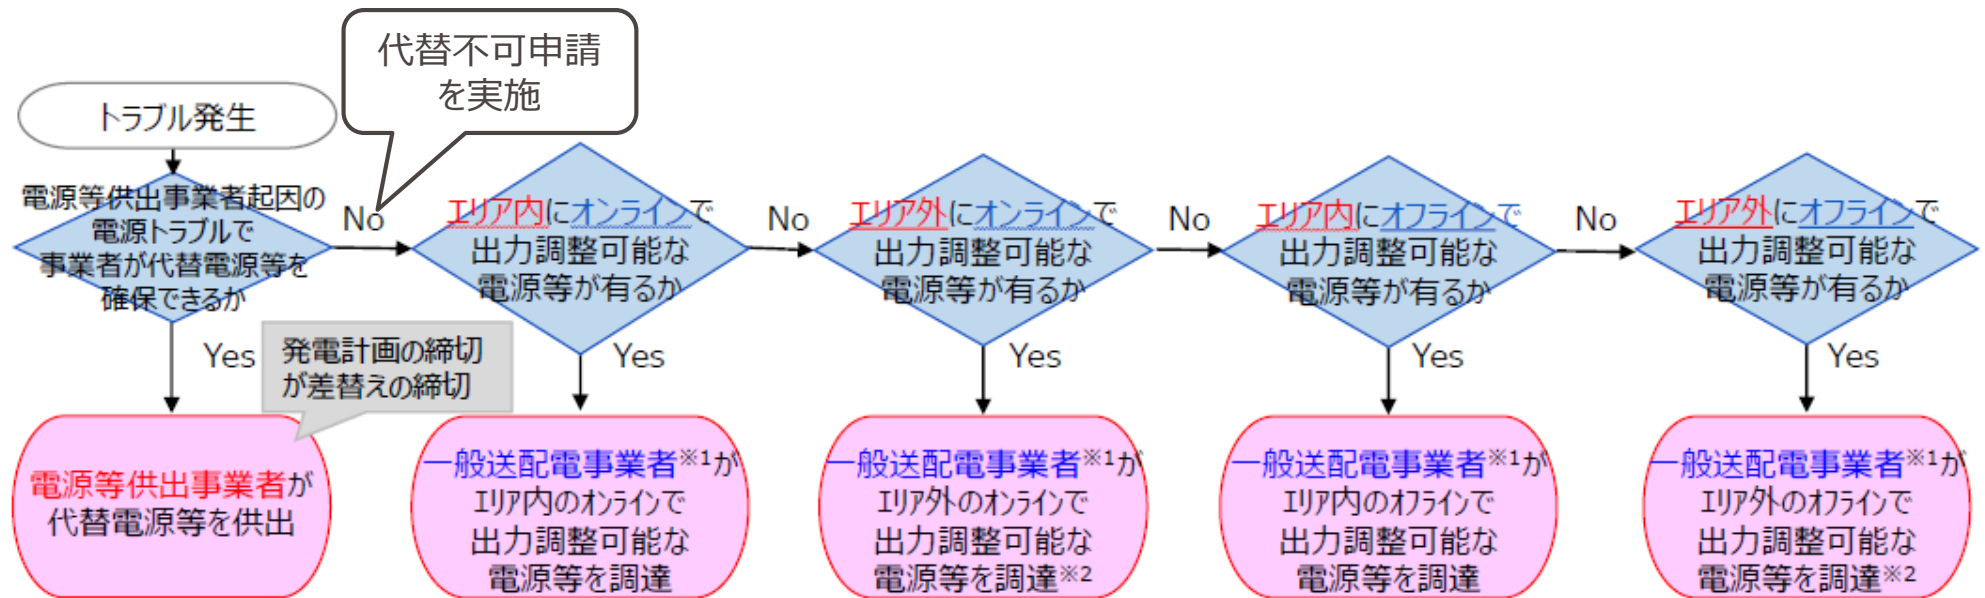 代替不可申請
を実施
トラブル発生
電源等供出事業者起因の
電源トラブルで
事業者が代替電源等を
確保できるか
No
エリア内にオンラインで
出力調整可能な
電源等が有るか
No
エリア外にオンラインで
出力調整可能な
電源等が有るか
No
エリア内にオフラインで
出力調整可能な
電源等が有るか
No
エリア外にオフラインで
出力調整可能な
電源等が有るか
Yes
発電計画の締切
が差替えの締切
Yes
Yes
Yes
Yes
電源等供出事業者が
代替電源等を供出
一般送配電事業者※1が
エリア内のオンラインで
出力調整可能な
電源等を調達
一般送配電事業者※1が
エリア外のオンラインで
出力調整可能な
電源等を調達※2
一般送配電事業者※1が
エリア内のオフラインで
出力調整可能な
電源等を調達
一般送配電事業者※1が
エリア外のオフラインで
出力調整可能な
電源等を調達※2